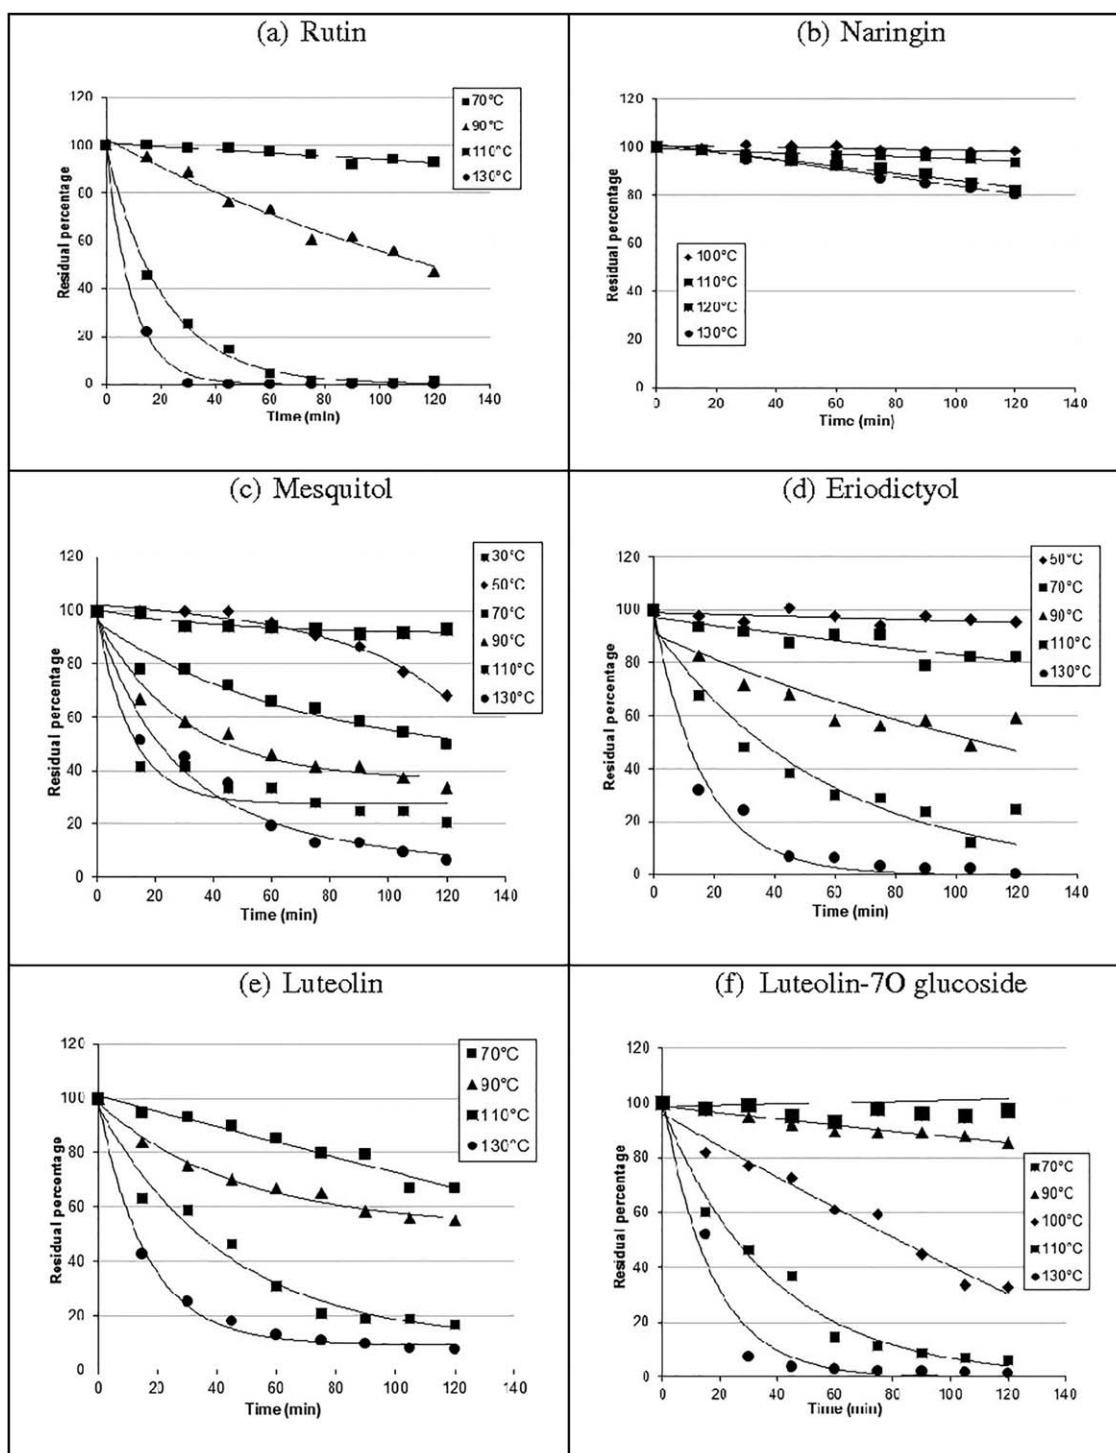 (a) Rutin
120
100
80
60
40
20
0
Residual percentage
70°C
90°C
110°C
130°C
0 20 40 60 80 100 120 140
Time (min)
(b) Naringin
120
100
80
60
40
20
0
Residual percentage
100°C
110°C
120°C
130°C
0 20 40 60 80 100 120 140
Time (min)
(c) Mesquitol
120
100
80
60
40
20
0
Residual percentage
30°C
50°C
70°C
90°C
110°C
130°C
0 20 40 60 80 100 120 140
Time (min)
(d) Eriodictyol
120
100
80
60
40
20
0
Residual percentage
50°C
70°C
90°C
110°C
130°C
0 20 40 60 80 100 120 140
Time (min)
(e) Luteolin
120
100
80
60
40
20
0
Residual percentage
70°C
90°C
110°C
130°C
0 20 40 60 80 100 120 140
Time (min)
(f) Luteolin-7O glucoside
120
100
80
60
40
20
0
Residual percentage
70°C
90°C
100°C
110°C
130°C
0 20 40 60 80 100 120 140
Time (min)